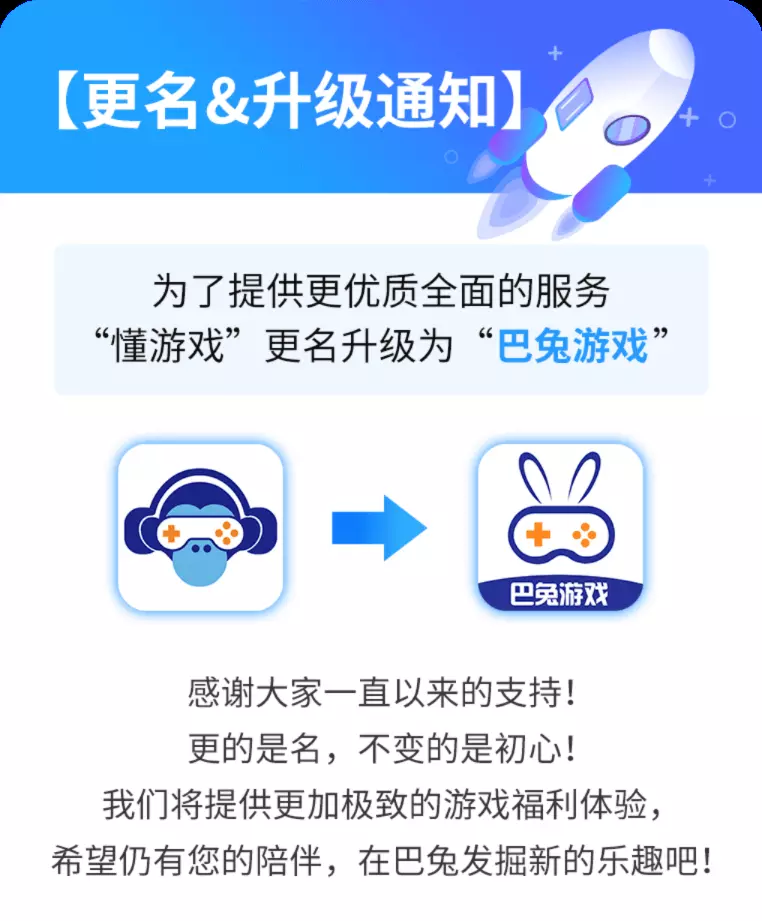 【更名&升级通知】
为了提供更优质全面的服务
“懂游戏”更名升级为“巴兔游戏”
巴兔游戏
感谢大家一直以来的支持！
更的是名，不变的是初心！
我们将提供更加极致的游戏福利体验，
希望仍有您的陪伴，在巴兔发掘新的乐趣吧！